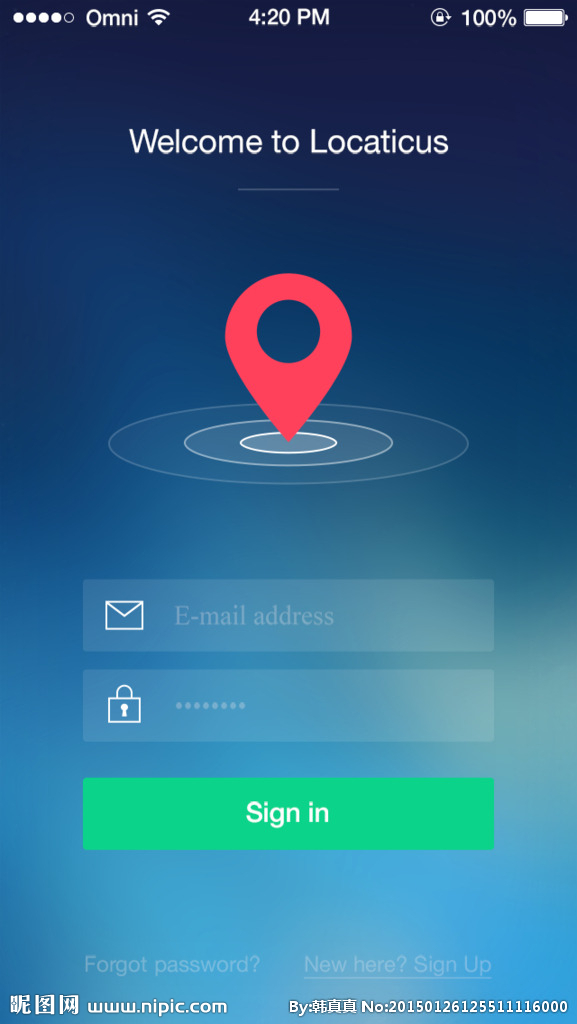 Omni 4:20 PM 100%
Welcome to Locaticus
E-mail address
••••••••
Sign in
Forgot password? New here? Sign Up
昵图网 www.nipic.com By:韩真真 No:20150126125511116000